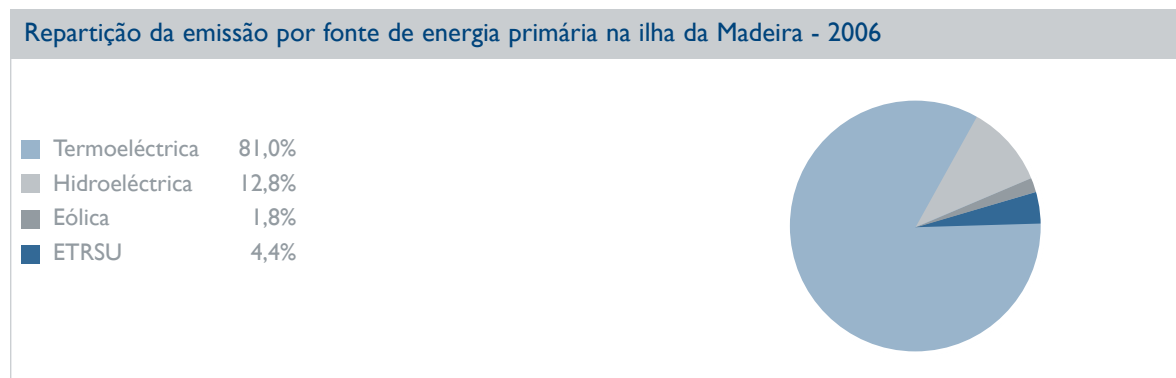 Repartição da emissão por fonte de energia primária na ilha da Madeira - 2006
Termoeléctrica 81,0%
Hidroeléctrica 12,8%
Eólica 1,8%
ETRSU 4,4%